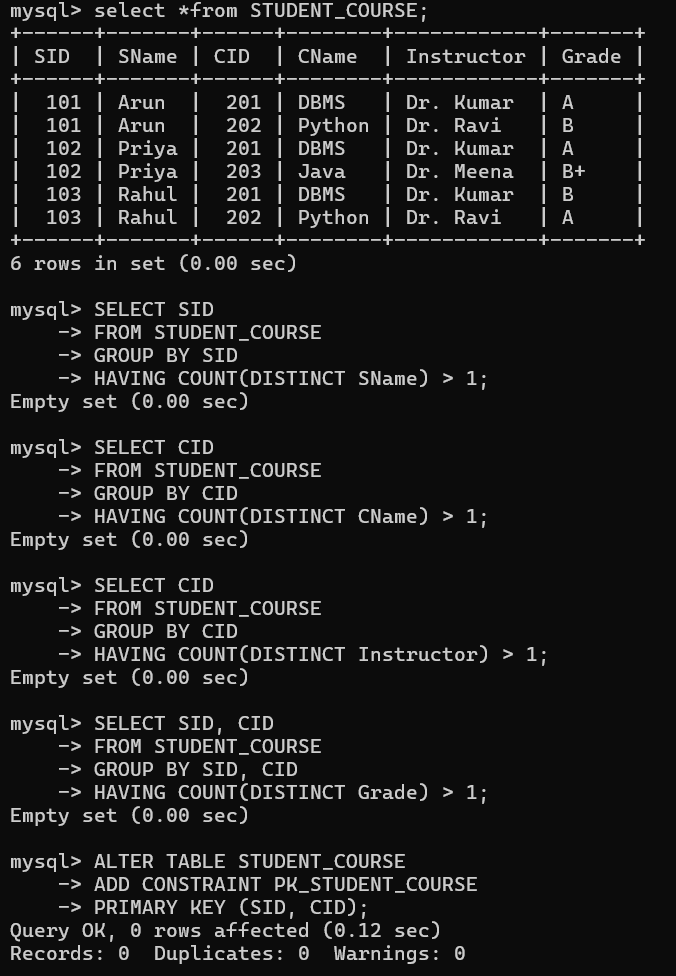 mysql> select *from STUDENT_COURSE;
+------+-------+------+--------+------------+-------+
| SID  | SName | CID  | CName  | Instructor | Grade |
+------+-------+------+--------+------------+-------+
|  101 | Arun  |  201 | DBMS   | Dr. Kumar  | A     |
|  101 | Arun  |  202 | Python | Dr. Ravi   | B     |
|  102 | Priya |  201 | DBMS   | Dr. Kumar  | A     |
|  102 | Priya |  203 | Java   | Dr. Meena  | B+    |
|  103 | Rahul |  201 | DBMS   | Dr. Kumar  | B     |
|  103 | Rahul |  202 | Python | Dr. Ravi   | A     |
+------+-------+------+--------+------------+-------+
6 rows in set (0.00 sec)

mysql> SELECT SID
    -> FROM STUDENT_COURSE
    -> GROUP BY SID
    -> HAVING COUNT(DISTINCT SName) > 1;
Empty set (0.00 sec)

mysql> SELECT CID
    -> FROM STUDENT_COURSE
    -> GROUP BY CID
    -> HAVING COUNT(DISTINCT CName) > 1;
Empty set (0.00 sec)

mysql> SELECT CID
    -> FROM STUDENT_COURSE
    -> GROUP BY CID
    -> HAVING COUNT(DISTINCT Instructor) > 1;
Empty set (0.00 sec)

mysql> SELECT SID, CID
    -> FROM STUDENT_COURSE
    -> GROUP BY SID, CID
    -> HAVING COUNT(DISTINCT Grade) > 1;
Empty set (0.00 sec)

mysql> ALTER TABLE STUDENT_COURSE
    -> ADD CONSTRAINT PK_STUDENT_COURSE
    -> PRIMARY KEY (SID, CID);
Query OK, 0 rows affected (0.12 sec)
Records: 0  Duplicates: 0  Warnings: 0